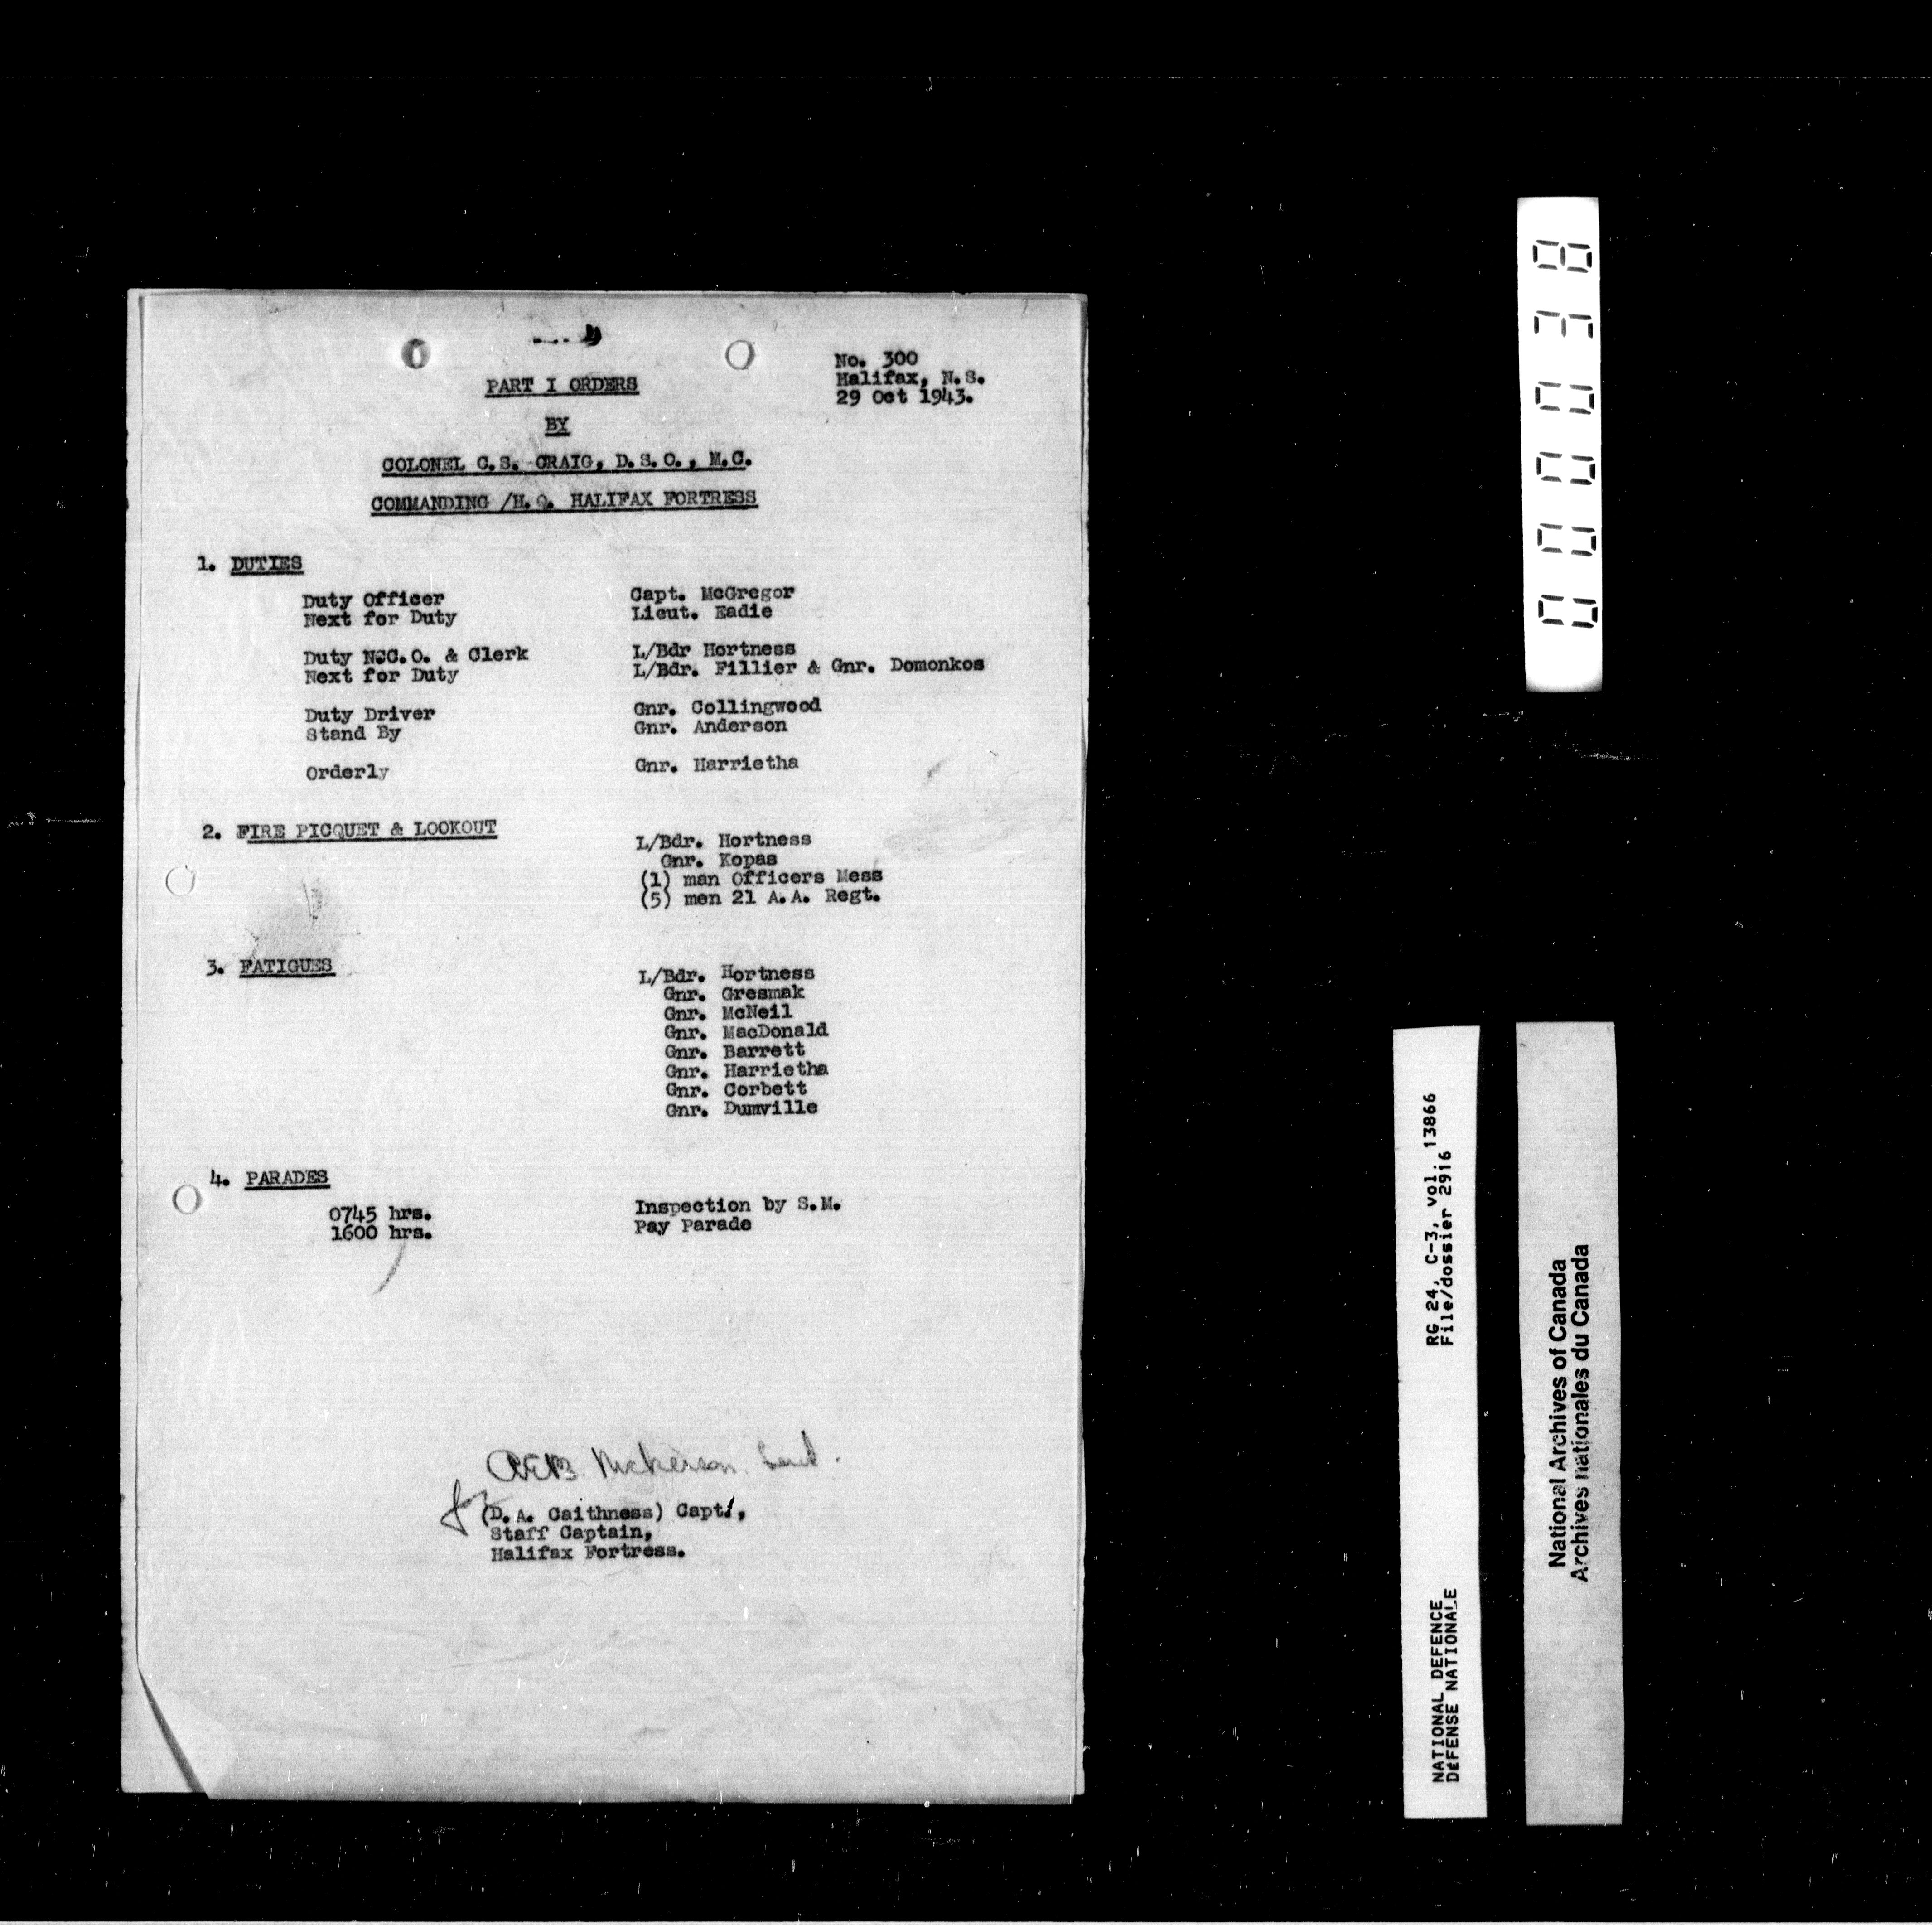 No. 300
Halifax, N.S.
29 Oct 1943.
PART I ORDERS
BY
COLONEL C.S. CRAIG, D.S.O., M.C.
COMMANDING /H.Q. HALIFAX FORTRESS
1. DUTIES
Duty Officer Capt. McGregor
Next for Duty Lieut. Eadie
Duty N.C.O. & Clerk L/Bdr Hortness
Next for Duty L/Bdr. Fillier & Gnr. Domonkos
Duty Driver Gnr. Collingwood
Stand By Gnr. Anderson
Orderly Gnr. Harrietha
2. FIRE PICQUET & LOOKOUT
L/Bdr. Hortness
Gnr. Kopas
(1) man Officers Mess
(5) men 21 A.A. Regt.
3. FATIGUES
L/Bdr. Hortness
Gnr. Gresmak
Gnr. McNeil
Gnr. MacDonald
Gnr. Barrett
Gnr. Harrietha
Gnr. Corbett
Gnr. Dumville
4. PARADES
0745 hrs. Inspection by S.M.
1600 hrs. Pay Parade
Nickerson
for (D.A. Caithness) Capt.,
Staff Captain,
Halifax Fortress.
000038
RG 24, C-3, vol. 13866
File/dossier 2916
NATIONAL DEFENCE
DÉFENSE NATIONALE
National Archives of Canada
Archives nationales du Canada